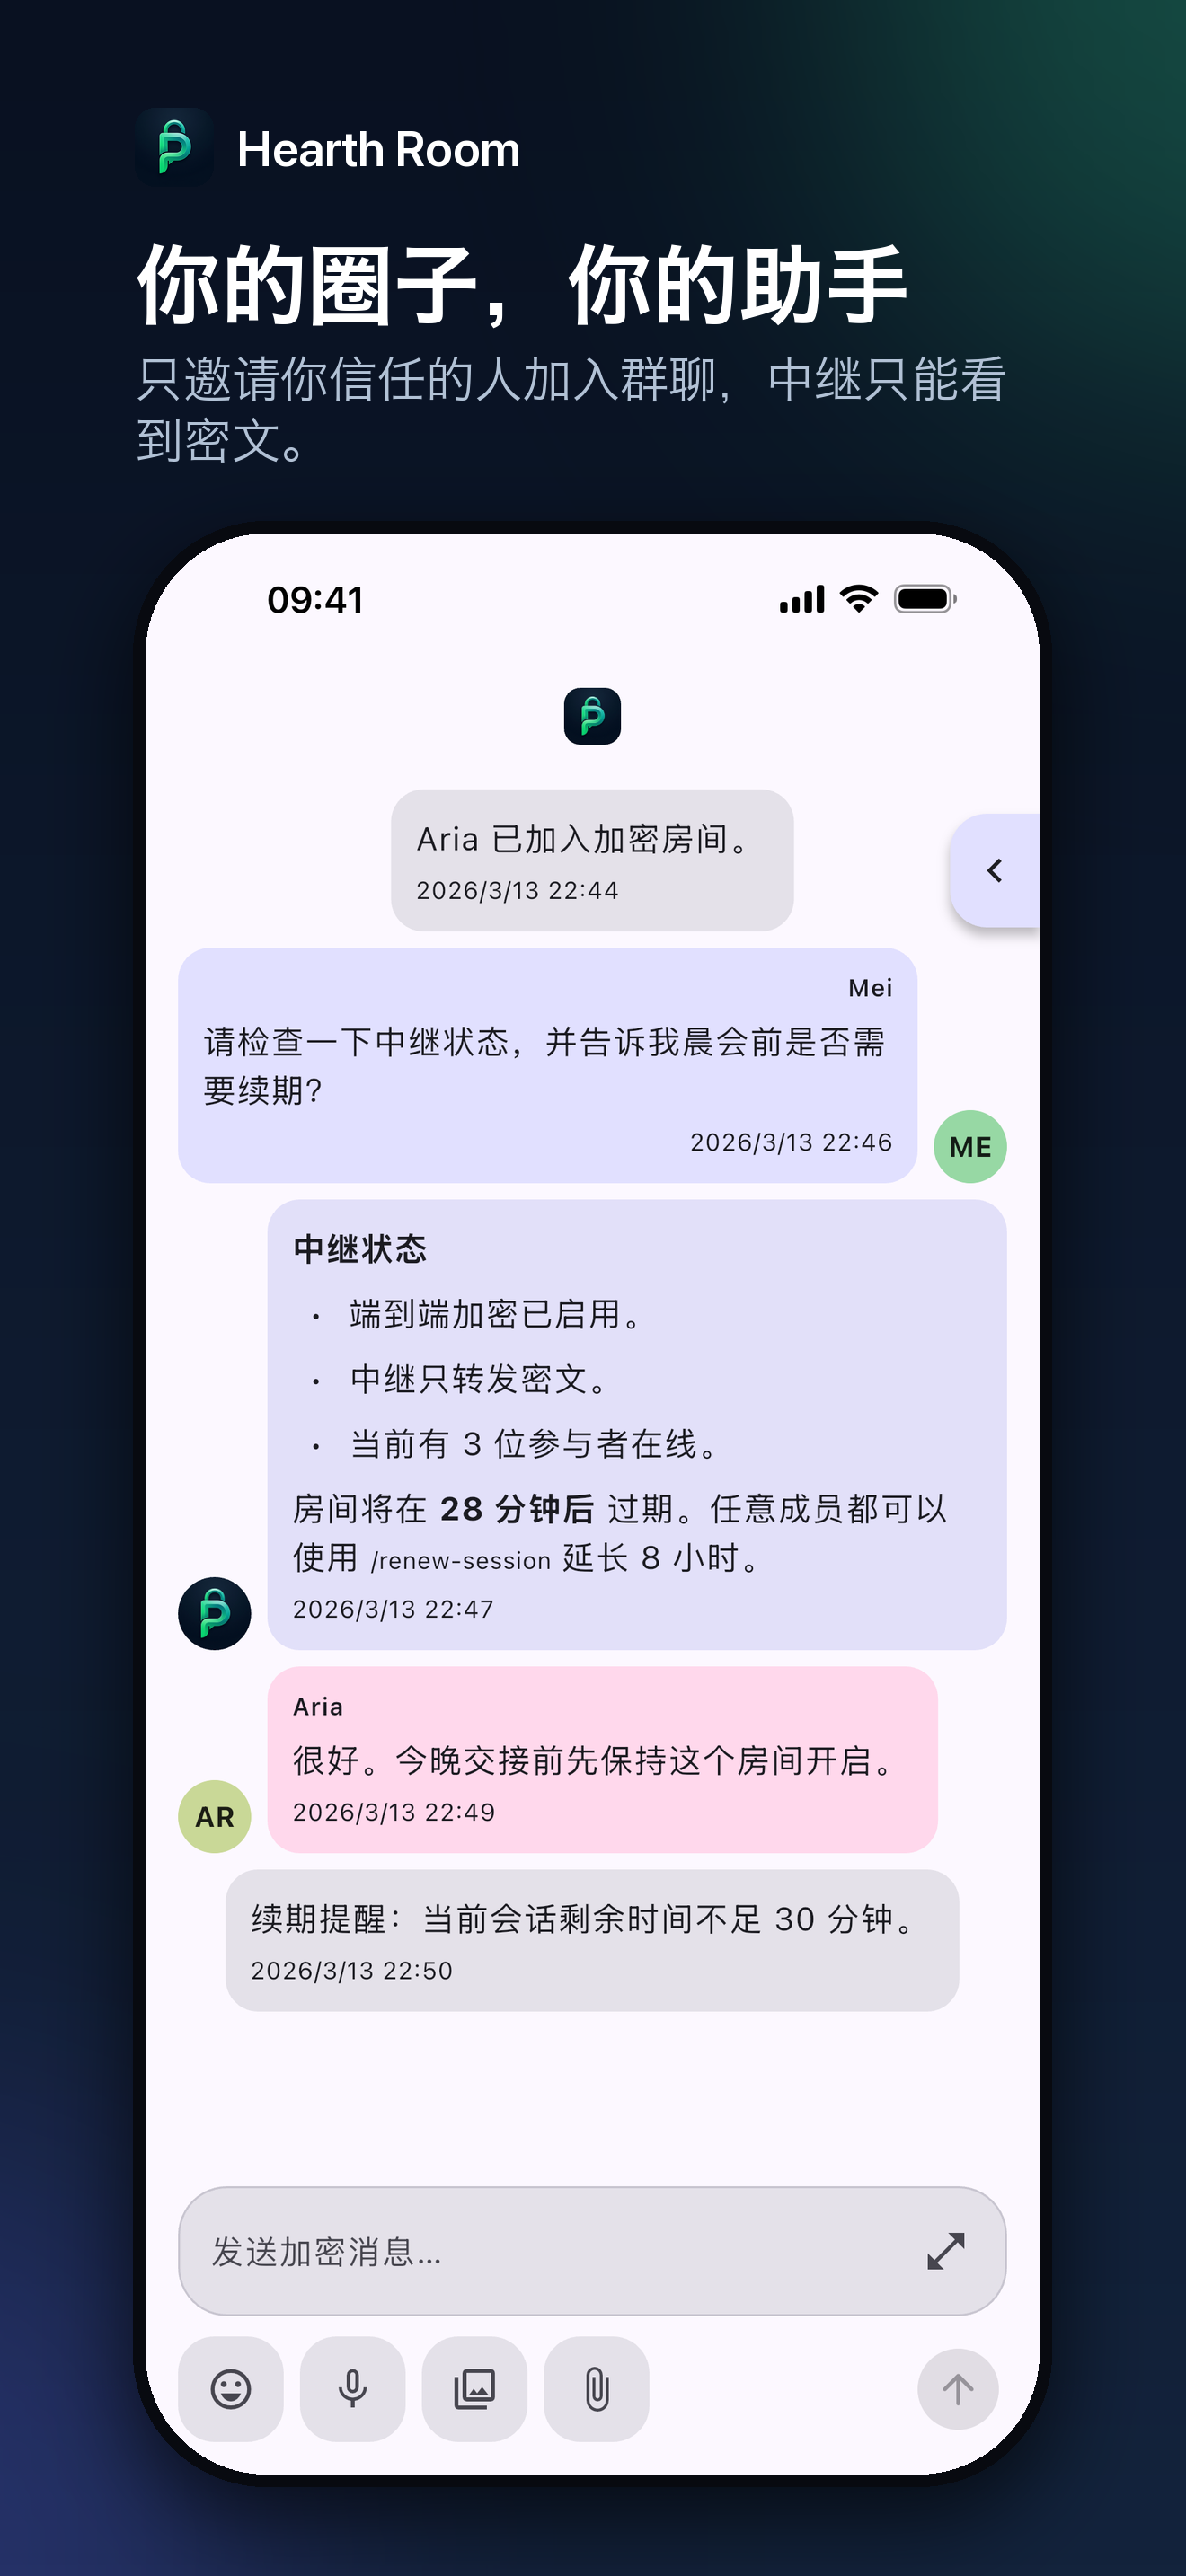 Hearth Room
你的圈子，你的助手
只邀请你信任的人加入群聊，中继只能看
到密文。
09:41
Aria 已加入加密房间。
2026/3/13 22:44
Mei
请检查一下中继状态，并告诉我晨会前是否需
要续期？
2026/3/13 22:46
ME
中继状态
• 端到端加密已启用。
• 中继只转发密文。
• 当前有 3 位参与者在线。
房间将在 28 分钟后 过期。任意成员都可以
使用 /renew-session 延长 8 小时。
2026/3/13 22:47
Aria
很好。今晚交接前先保持这个房间开启。
2026/3/13 22:49
AR
续期提醒：当前会话剩余时间不足 30 分钟。
2026/3/13 22:50
发送加密消息...